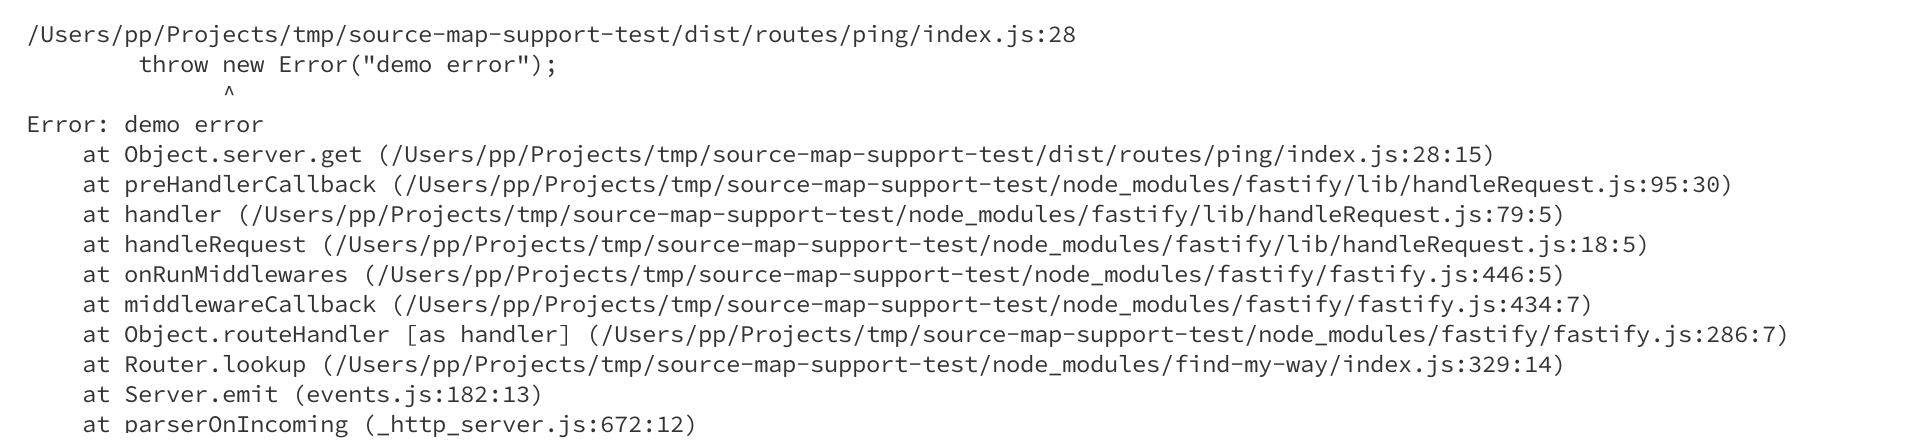 /Users/pp/Projects/tmp/source-map-support-test/dist/routes/ping/index.js:28
        throw new Error("demo error");
              ^
Error: demo error
    at Object.server.get (/Users/pp/Projects/tmp/source-map-support-test/dist/routes/ping/index.js:28:15)
    at preHandlerCallback (/Users/pp/Projects/tmp/source-map-support-test/node_modules/fastify/lib/handleRequest.js:95:30)
    at handler (/Users/pp/Projects/tmp/source-map-support-test/node_modules/fastify/lib/handleRequest.js:79:5)
    at handleRequest (/Users/pp/Projects/tmp/source-map-support-test/node_modules/fastify/lib/handleRequest.js:18:5)
    at onRunMiddlewares (/Users/pp/Projects/tmp/source-map-support-test/node_modules/fastify/fastify.js:446:5)
    at middlewareCallback (/Users/pp/Projects/tmp/source-map-support-test/node_modules/fastify/fastify.js:434:7)
    at Object.routeHandler [as handler] (/Users/pp/Projects/tmp/source-map-support-test/node_modules/fastify/fastify.js:286:7)
    at Router.lookup (/Users/pp/Projects/tmp/source-map-support-test/node_modules/find-my-way/index.js:329:14)
    at Server.emit (events.js:182:13)
    at parserOnIncoming (_http_server.js:672:12)